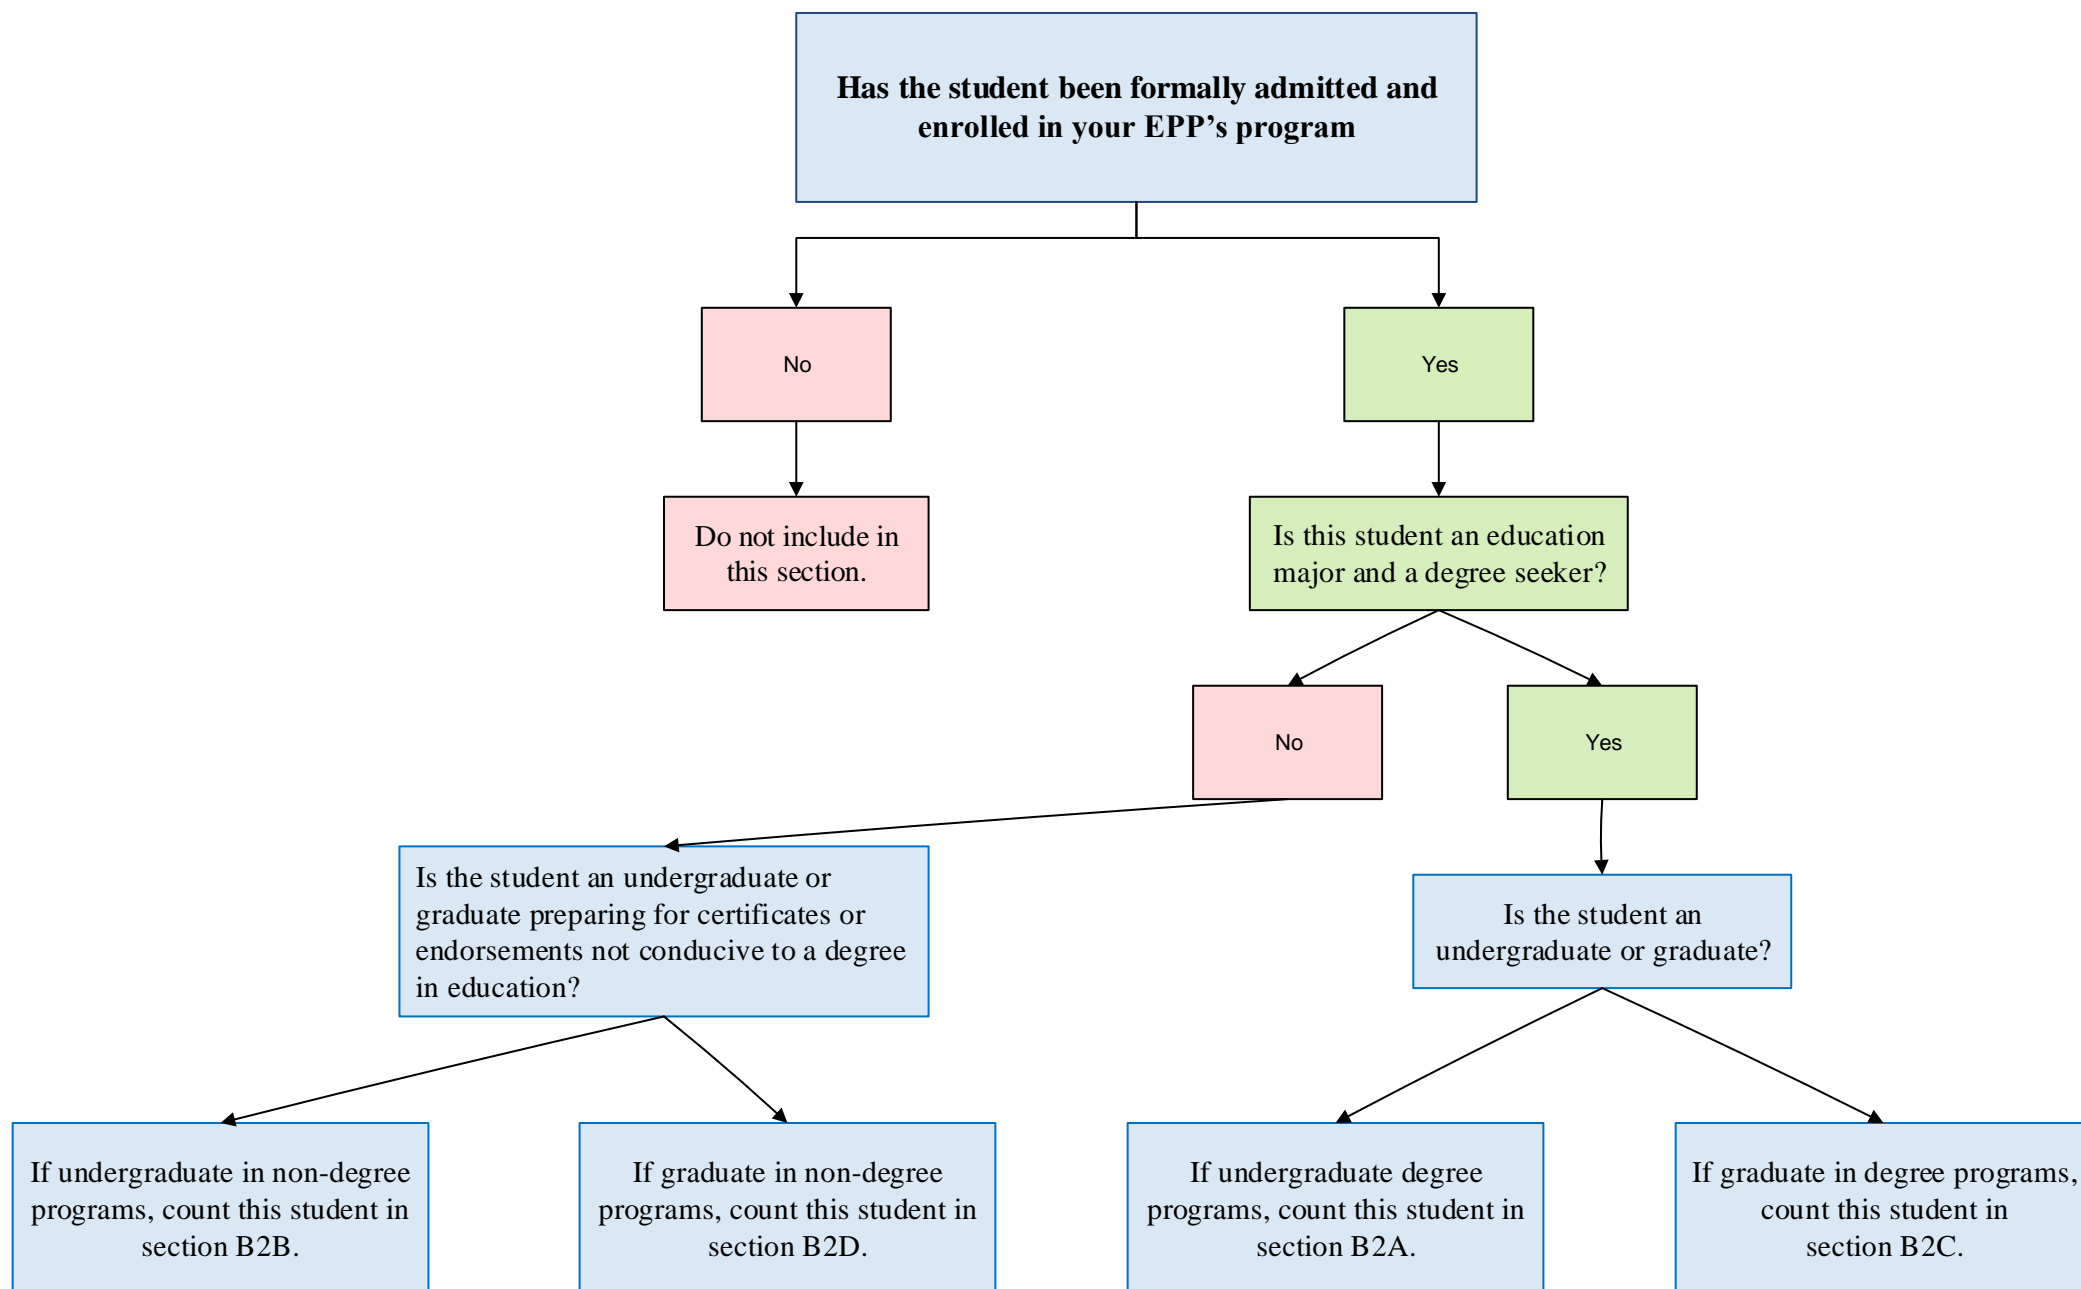 Has the student been formally admitted and
enrolled in your EPP’s program
No
Yes
Do not include in
this section.
Is this student an education
major and a degree seeker?
No
Yes
Is the student an undergraduate or
graduate preparing for certificates or
endorsements not conducive to a degree
in education?
Is the student an
undergraduate or graduate?
If undergraduate in non-degree
programs, count this student in
section B2B.
If graduate in non-degree
programs, count this student in
section B2D.
If undergraduate degree
programs, count this student in
section B2A.
If graduate in degree programs,
count this student in
section B2C.